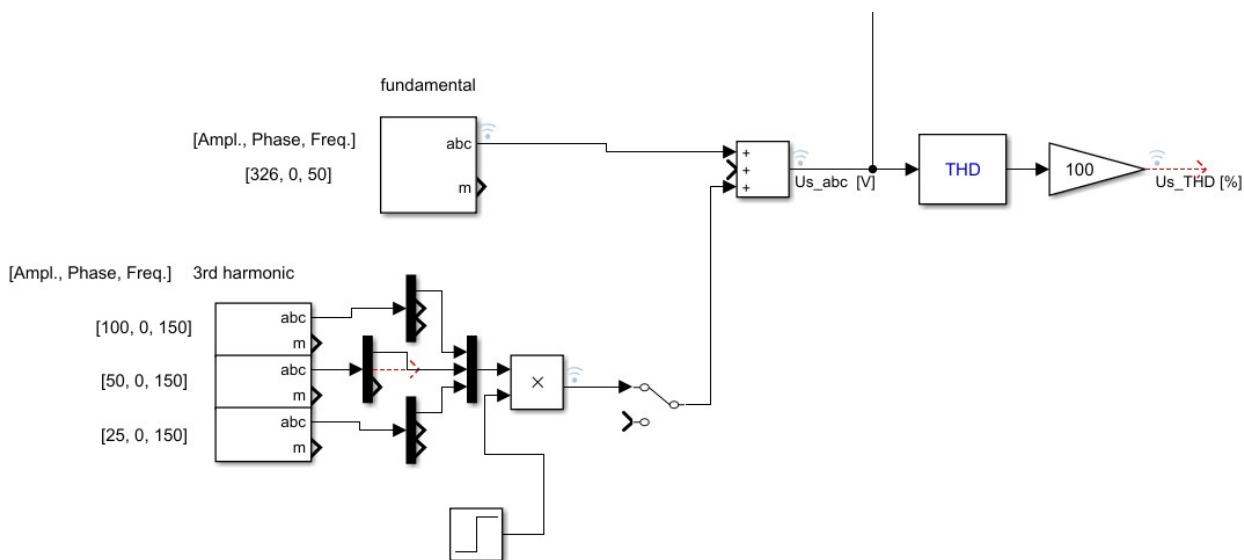 fundamental
[Ampl., Phase, Freq.]
[326, 0, 50]
abc
m
+
+
+
Us_abc [V]
THD
100
Us_THD [%]
[Ampl., Phase, Freq.] 3rd harmonic
[100, 0, 150]
abc
m
[50, 0, 150]
abc
m
[25, 0, 150]
abc
m
×